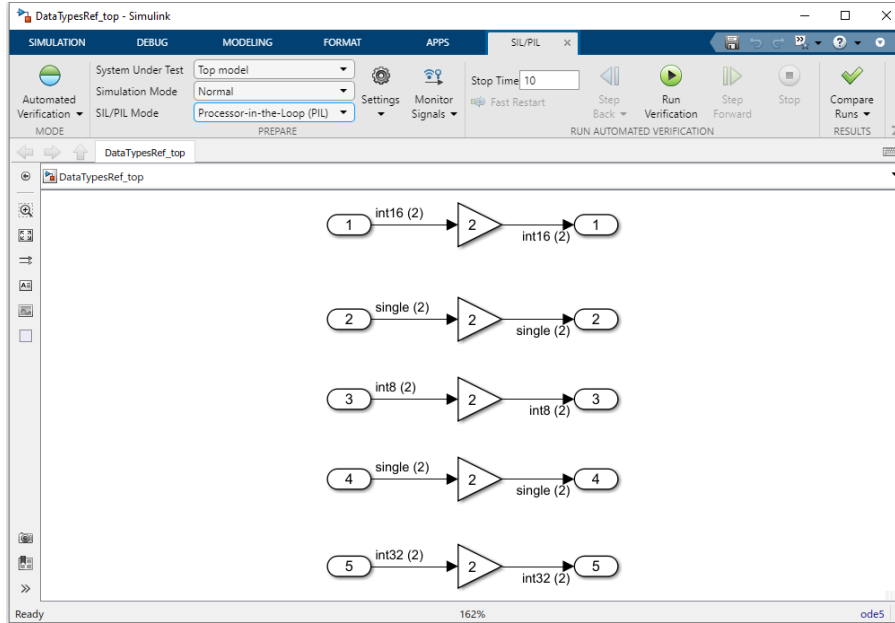 DataTypesRef_top - Simulink
SIMULATION DEBUG MODELING FORMAT APPS SIL/PIL
System Under Test Top model
Simulation Mode Normal
SIL/PIL Mode Processor-in-the-Loop (PIL)
Automated
Verification
MODE
Settings
Monitor
Signals
PREPARE
Stop Time 10
Fast Restart
Step
Back
Run
Verification
Step
Forward
Stop
RUN AUTOMATED VERIFICATION
Compare
Runs
RESULTS
DataTypesRef_top
DataTypesRef_top
1 int16 (2) 2 int16 (2) 1
2 single (2) 2 single (2) 2
3 int8 (2) 2 int8 (2) 3
4 single (2) 2 single (2) 4
5 int32 (2) 2 int32 (2) 5
Ready 162% ode5